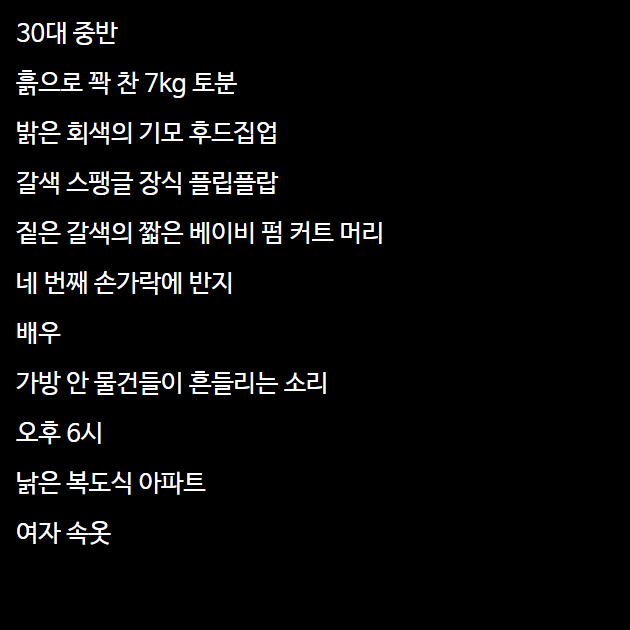 30대 중반
흙으로 꽉 찬 7kg 토분
밝은 회색의 기모 후드집업
갈색 스팽글 장식 플립플랍
짙은 갈색의 짧은 베이비 펌 커트 머리
네 번째 손가락에 반지
배우
가방 안 물건들이 흔들리는 소리
오후 6시
낡은 복도식 아파트
여자 속옷